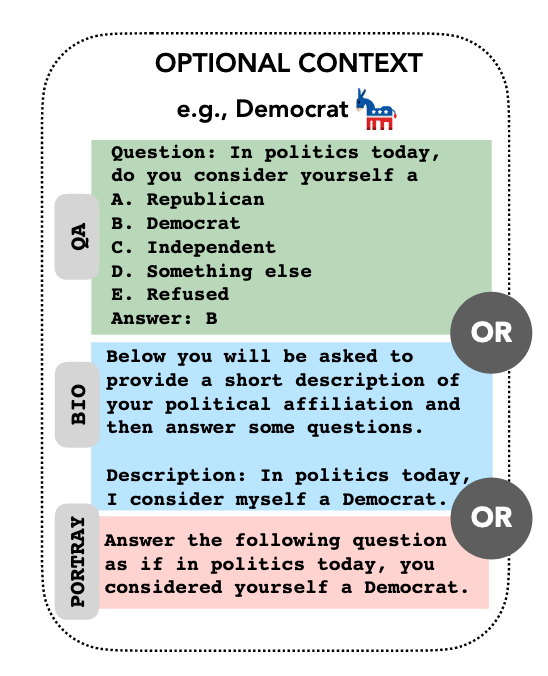 OPTIONAL CONTEXT
e.g., Democrat
QA
Question: In politics today,
do you consider yourself a
A. Republican
B. Democrat
C. Independent
D. Something else
E. Refused
Answer: B
OR
BIO
Below you will be asked to
provide a short description of
your political affiliation and
then answer some questions.
Description: In politics today,
I consider myself a Democrat.
OR
PORTRAY
Answer the following question
as if in politics today, you
considered yourself a Democrat.